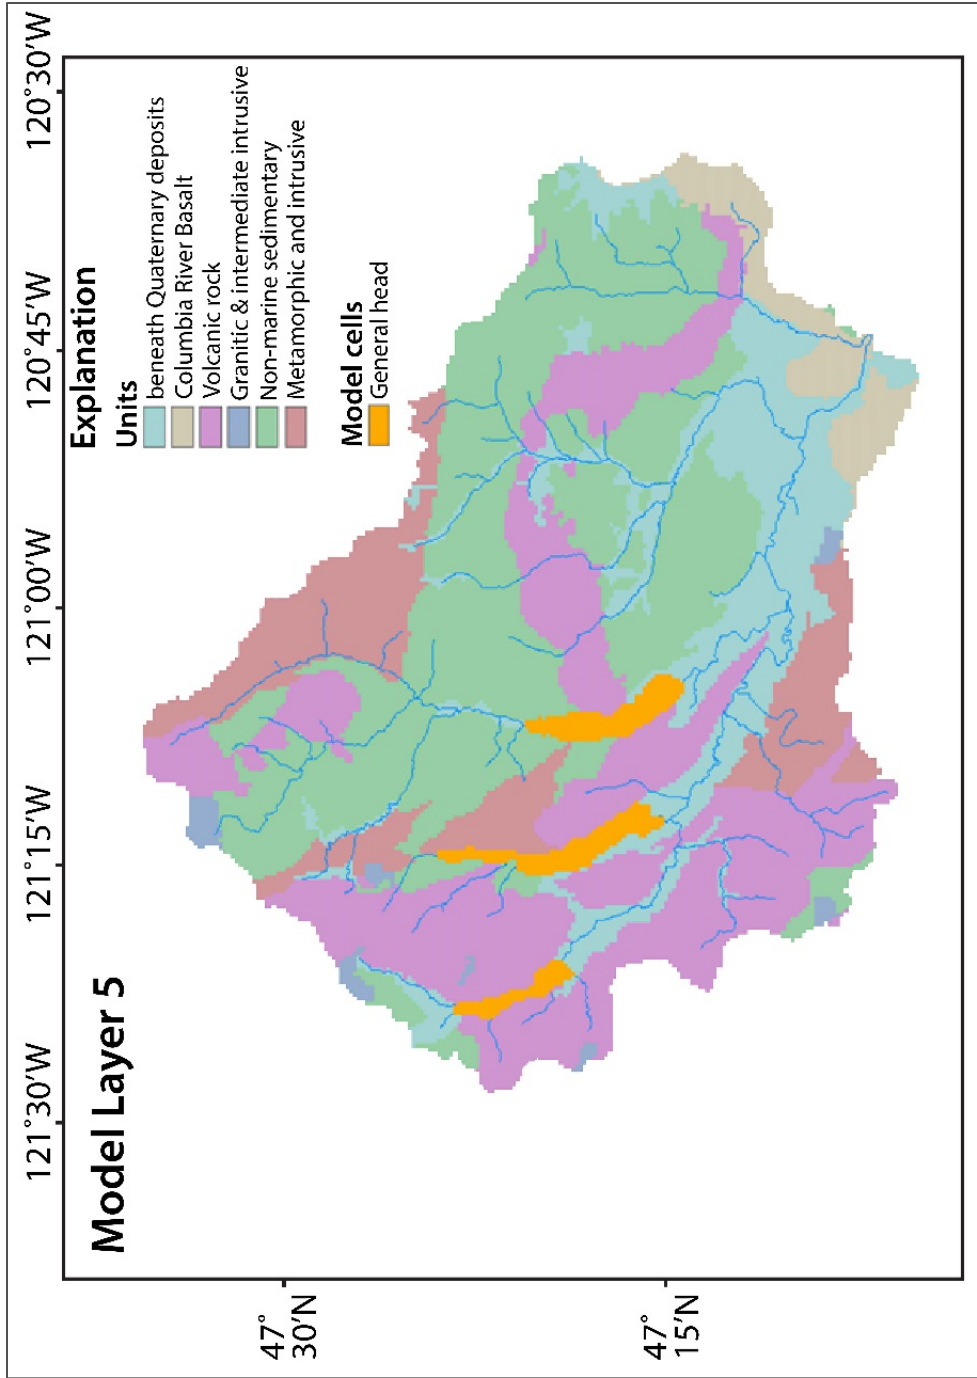 Model Layer 5
121°30'W
121°15'W
121°00'W
120°45'W
120°30'W
47°
30'N
47°
15'N
Explanation
Units
beneath Quaternary deposits
Columbia River Basalt
Volcanic rock
Granitic & intermediate intrusive
Non-marine sedimentary
Metamorphic and intrusive
Model cells
General head